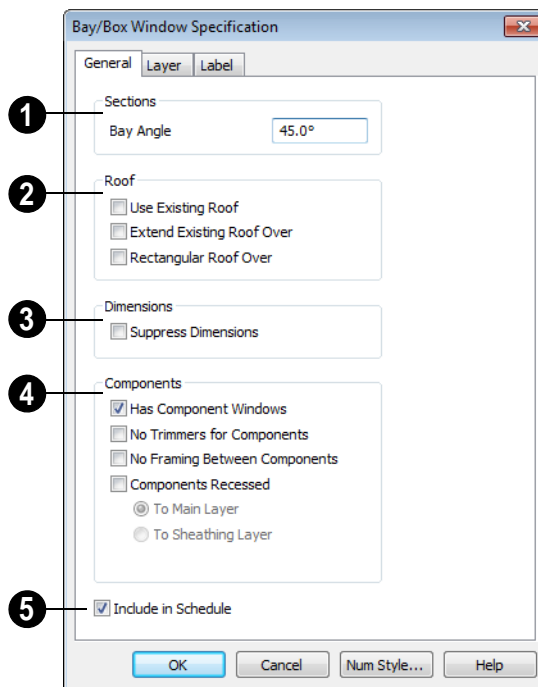 Bay/Box Window Specification
General Layer Label
1 Sections
Bay Angle 45.0°
2 Roof
Use Existing Roof
Extend Existing Roof Over
Rectangular Roof Over
3 Dimensions
Suppress Dimensions
4 Components
Has Component Windows
No Trimmers for Components
No Framing Between Components
Components Recessed
To Main Layer
To Sheathing Layer
5 Include in Schedule
OK Cancel Num Style... Help